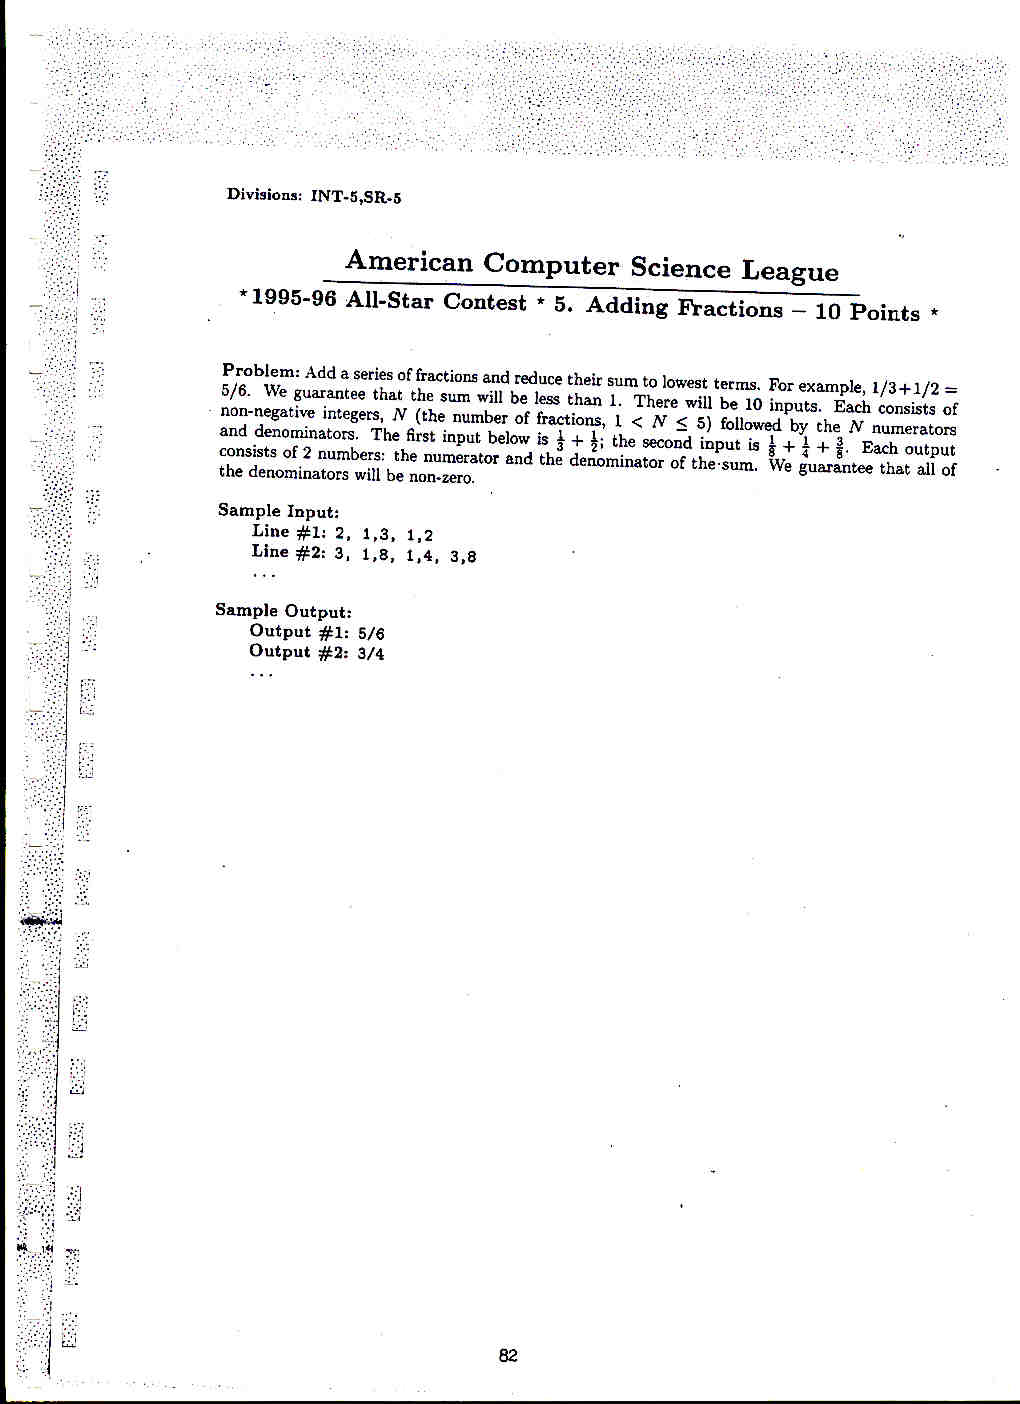 Divisions: INT-5,SR-5
American Computer Science League
*1995-96 All-Star Contest * 5. Adding Fractions – 10 Points *
Problem: Add a series of fractions and reduce their sum to lowest terms. For example, 1/3+1/2 =
5/6. We guarantee that the sum will be less than 1. There will be 10 inputs. Each consists of
non-negative integers, N (the number of fractions, 1 < N ≤ 5) followed by the N numerators
and denominators. The first input below is 1/3 + 1/2; the second input is 1/8 + 1/4 + 3/8. Each output
consists of 2 numbers: the numerator and the denominator of the sum. We guarantee that all of
the denominators will be non-zero.
Sample Input:
Line #1: 2, 1,3, 1,2
Line #2: 3, 1,8, 1,4, 3,8
...
Sample Output:
Output #1: 5/6
Output #2: 3/4
...
82